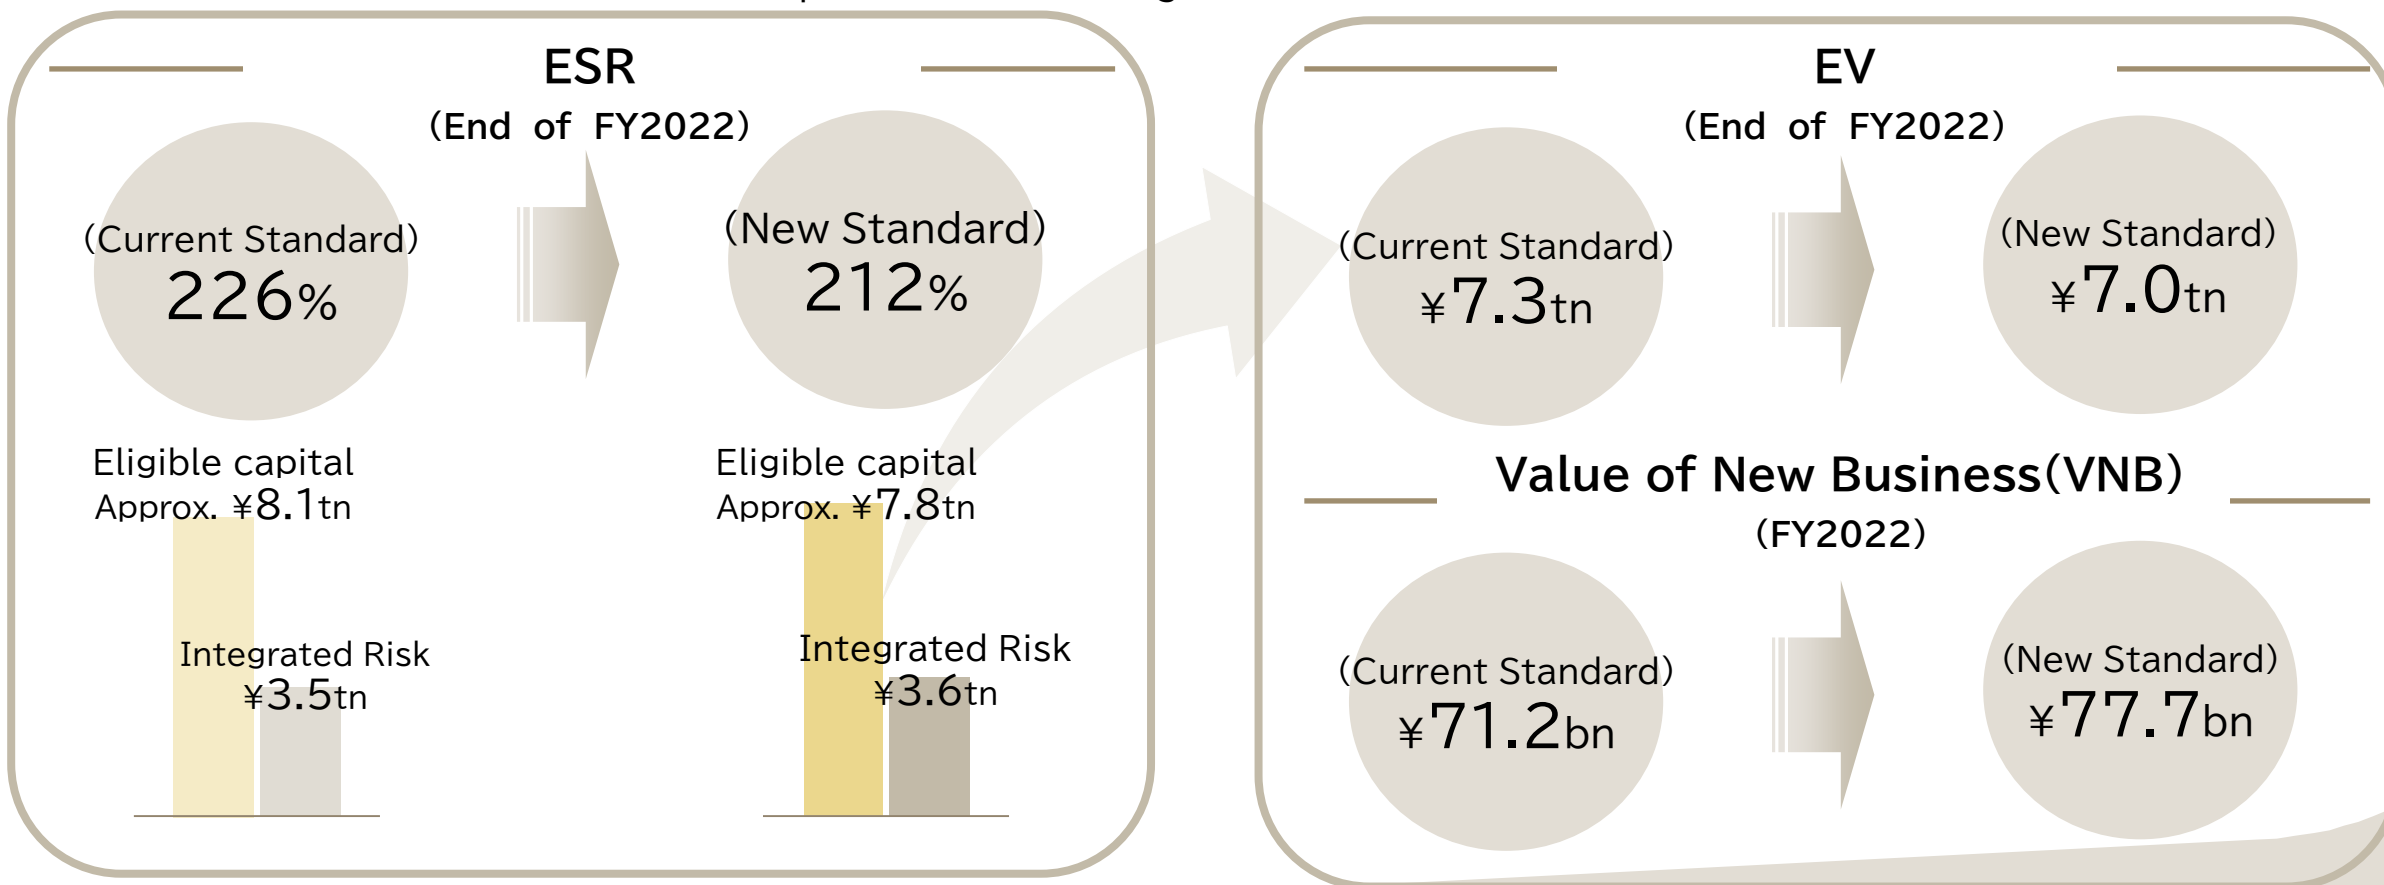 ESR
(End of FY2022)
(Current Standard)
226%
(New Standard)
212%
Eligible capital
Approx. ¥8.1tn
Integrated Risk
¥3.5tn
Eligible capital
Approx. ¥7.8tn
Integrated Risk
¥3.6tn
EV
(End of FY2022)
(Current Standard)
¥7.3tn
(New Standard)
¥7.0tn
Value of New Business(VNB)
(FY2022)
(Current Standard)
¥71.2bn
(New Standard)
¥77.7bn